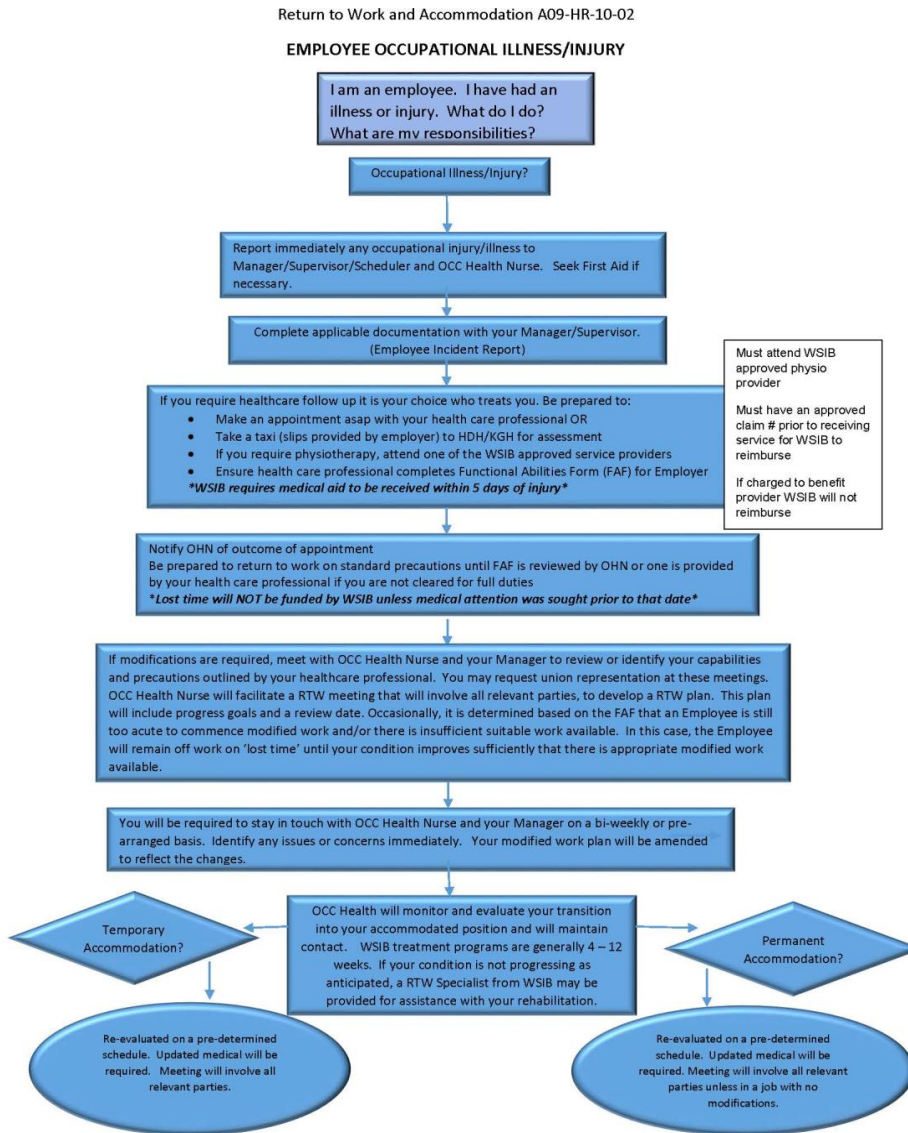 Return to Work and Accommodation A09-HR-10-02
EMPLOYEE OCCUPATIONAL ILLNESS/INJURY
I am an employee.  I have had an
illness or injury.  What do I do?
What are my responsibilities?
Occupational Illness/Injury?
Report immediately any occupational injury/illness to
Manager/Supervisor/Scheduler and OCC Health Nurse.   Seek First Aid if
necessary.
Complete applicable documentation with your Manager/Supervisor.
(Employee Incident Report)
Must attend WSIB
approved physio
provider
Must have an approved
claim # prior to receiving
service for WSIB to
reimburse
If charged to benefit
provider WSIB will not
reimburse
If you require healthcare follow up it is your choice who treats you. Be prepared to:
• Make an appointment asap with your health care professional OR
• Take a taxi (slips provided by employer) to HDH/KGH for assessment
• If you require physiotherapy, attend one of the WSIB approved service providers
• Ensure health care professional completes Functional Abilities Form (FAF) for Employer
*WSIB requires medical aid to be received within 5 days of injury*
Notify OHN of outcome of appointment
Be prepared to return to work on standard precautions until FAF is reviewed by OHN or one is provided
by your health care professional if you are not cleared for full duties
*Lost time will NOT be funded by WSIB unless medical attention was sought prior to that date*
If modifications are required, meet with OCC Health Nurse and your Manager to review or identify your capabilities
and precautions outlined by your healthcare professional.  You may request union representation at these meetings.
OCC Health Nurse will facilitate a RTW meeting that will involve all relevant parties, to develop a RTW plan.  This plan
will include progress goals and a review date. Occasionally, it is determined based on the FAF that an Employee is still
too acute to commence modified work and/or there is insufficient suitable work available.  In this case, the Employee
will remain off work on 'lost time' until your condition improves sufficiently that there is appropriate modified work
available.
You will be required to stay in touch with OCC Health Nurse and your Manager on a bi-weekly or pre-
arranged basis.  Identify any issues or concerns immediately.   Your modified work plan will be amended
to reflect the changes.
Temporary
Accommodation?
OCC Health will monitor and evaluate your transition
into your accommodated position and will maintain
contact.   WSIB treatment programs are generally 4 – 12
weeks.  If your condition is not progressing as
anticipated, a RTW Specialist from WSIB may be
provided for assistance with your rehabilitation.
Permanent
Accommodation?
Re-evaluated on a pre-determined
schedule.  Updated medical will be
required.   Meeting will involve all
relevant parties.
Re-evaluated on a pre-determined
schedule.  Updated medical will be
required. Meeting will involve all relevant
parties unless in a job with no
modifications.